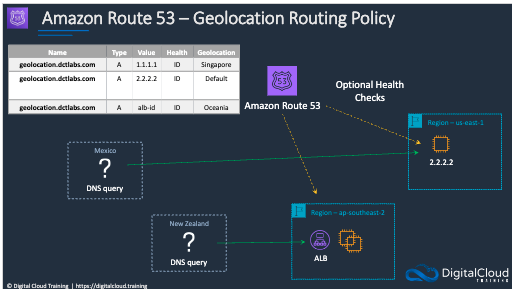 Amazon Route 53 – Geolocation Routing Policy
Name Type Value Health Geolocation
geolocation.dctlabs.com A 1.1.1.1 ID Singapore
geolocation.dctlabs.com A 2.2.2.2 ID Default
geolocation.dctlabs.com A alb-id ID Oceania
53
Amazon Route 53
Optional Health
Checks
Region – us-east-1
2.2.2.2
Mexico
?
DNS query
New Zealand
?
DNS query
Region – ap-southeast-2
ALB
© Digital Cloud Training | https://digitalcloud.training
DigitalCloud
TRAINING